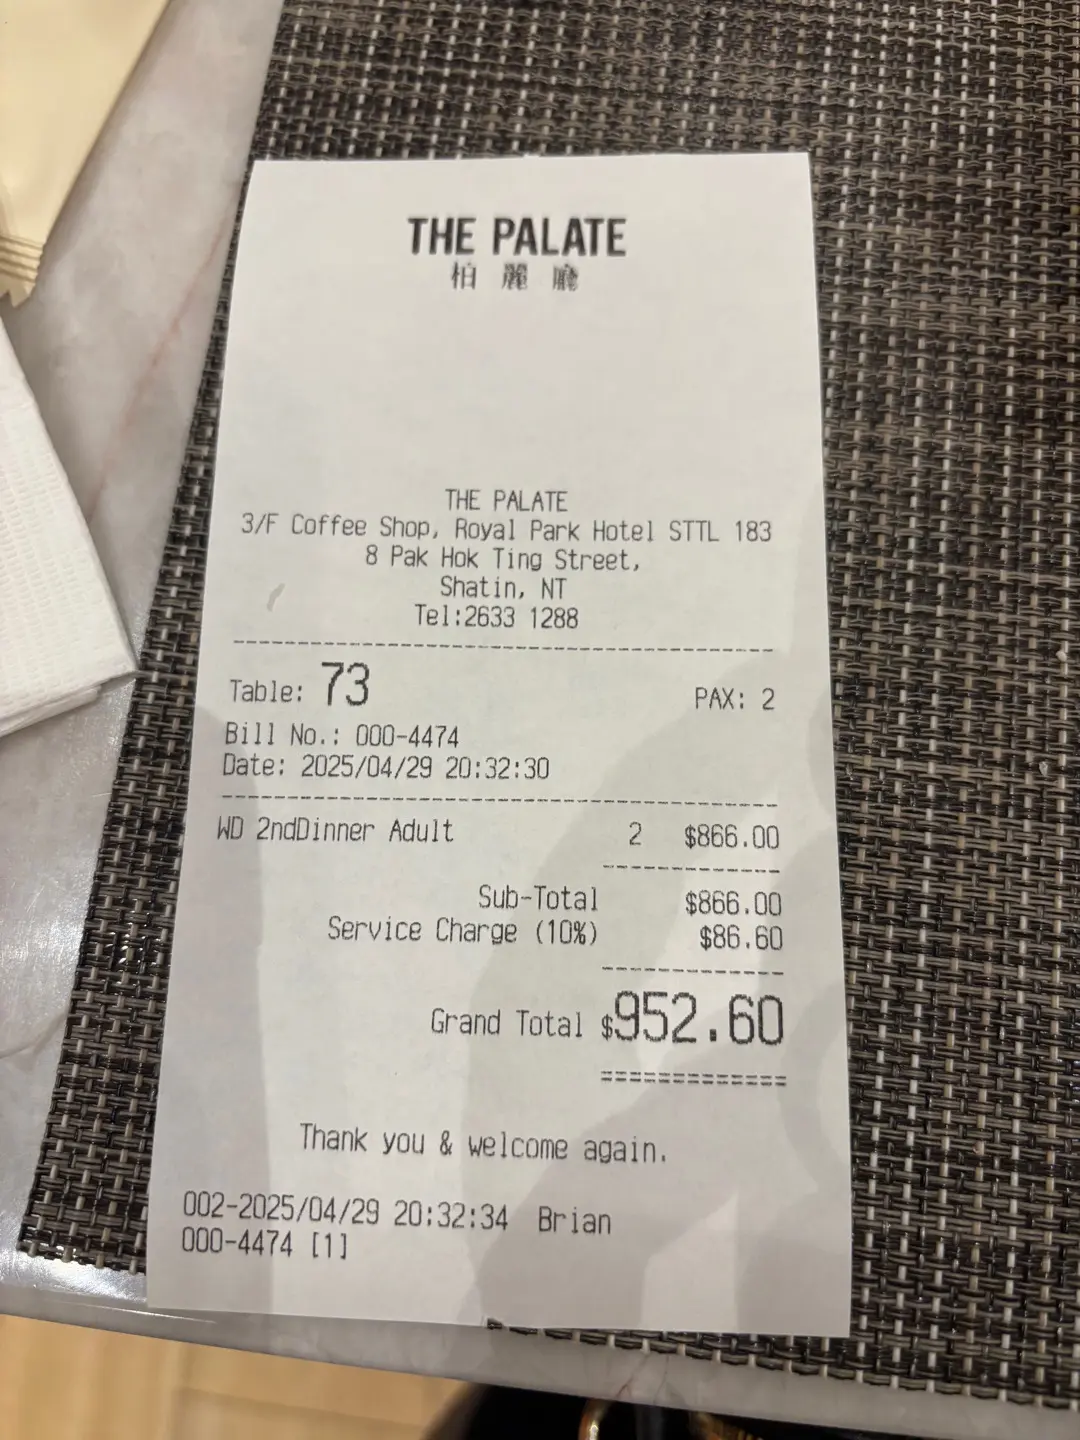 THE PALATE
柏麗廳
THE PALATE
3/F Coffee Shop, Royal Park Hotel STTL 183
8 Pak Hok Ting Street,
Shatin, NT
Tel:2633 1288
Table: 73 PAX: 2
Bill No.: 000-4474
Date: 2025/04/29 20:32:30
WD 2ndDinner Adult 2 $866.00
Sub-Total $866.00
Service Charge (10%) $86.60
Grand Total $952.60
Thank you & welcome again.
002-2025/04/29 20:32:34 Brian
000-4474 [1]